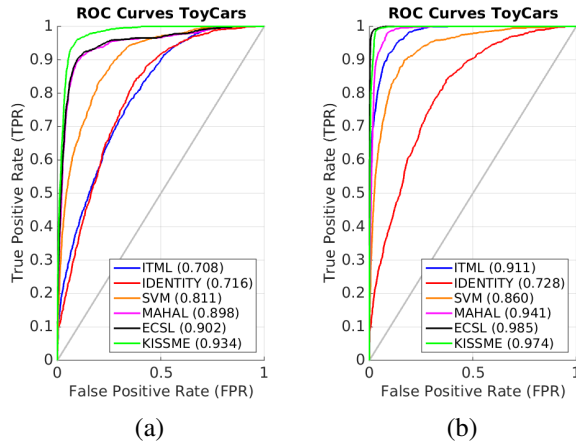 ROC Curves ToyCars
True Positive Rate (TPR)
1
0.9
0.8
0.7
0.6
0.5
0.4
0.3
0.2
0.1
0
ITML (0.708)
IDENTITY (0.716)
SVM (0.811)
MAHAL (0.898)
ECSL (0.902)
KISSME (0.934)
0 0.5 1
False Positive Rate (FPR)
(a)
ROC Curves ToyCars
True Positive Rate (TPR)
1
0.9
0.8
0.7
0.6
0.5
0.4
0.3
0.2
0.1
0
ITML (0.911)
IDENTITY (0.728)
SVM (0.860)
MAHAL (0.941)
ECSL (0.985)
KISSME (0.974)
0 0.5 1
False Positive Rate (FPR)
(b)